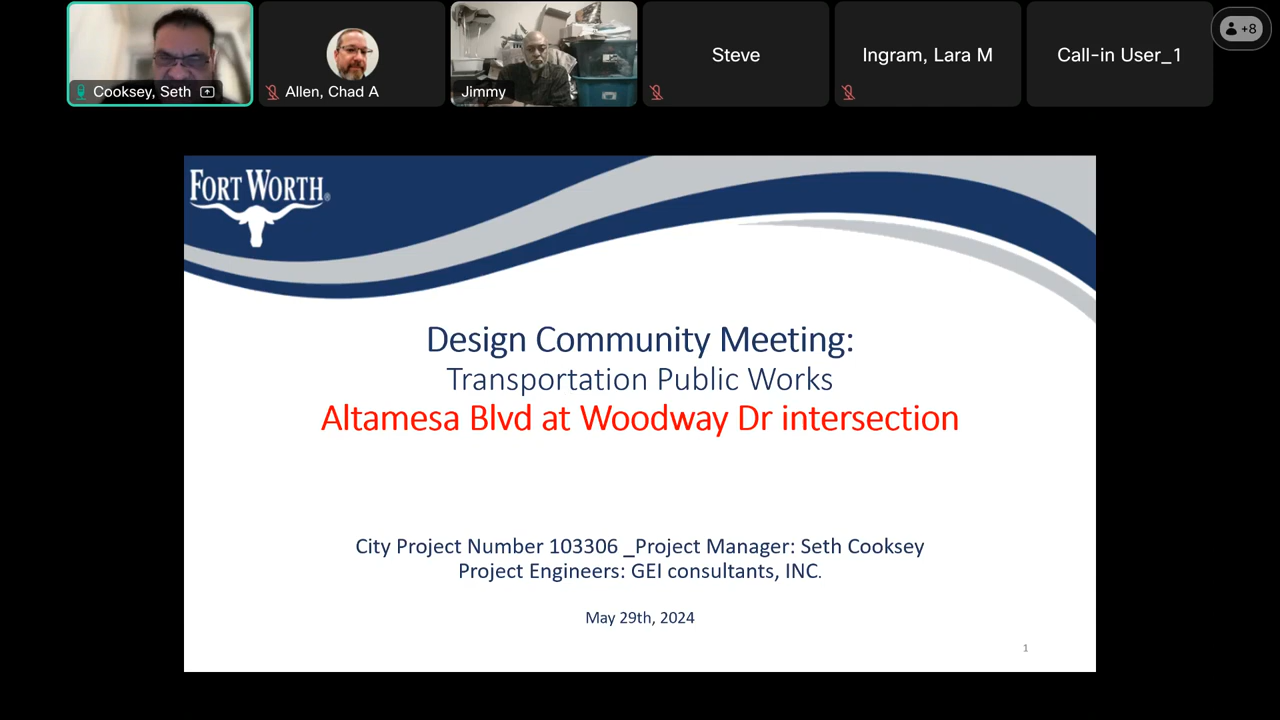 Cooksey, Seth
Allen, Chad A
Jimmy
Steve
Ingram, Lara M
Call-in User_1
+8
FORT WORTH®
Design Community Meeting:
Transportation Public Works
Altamesa Blvd at Woodway Dr intersection
City Project Number 103306 _Project Manager: Seth Cooksey
Project Engineers: GEI consultants, INC.
May 29th, 2024
1